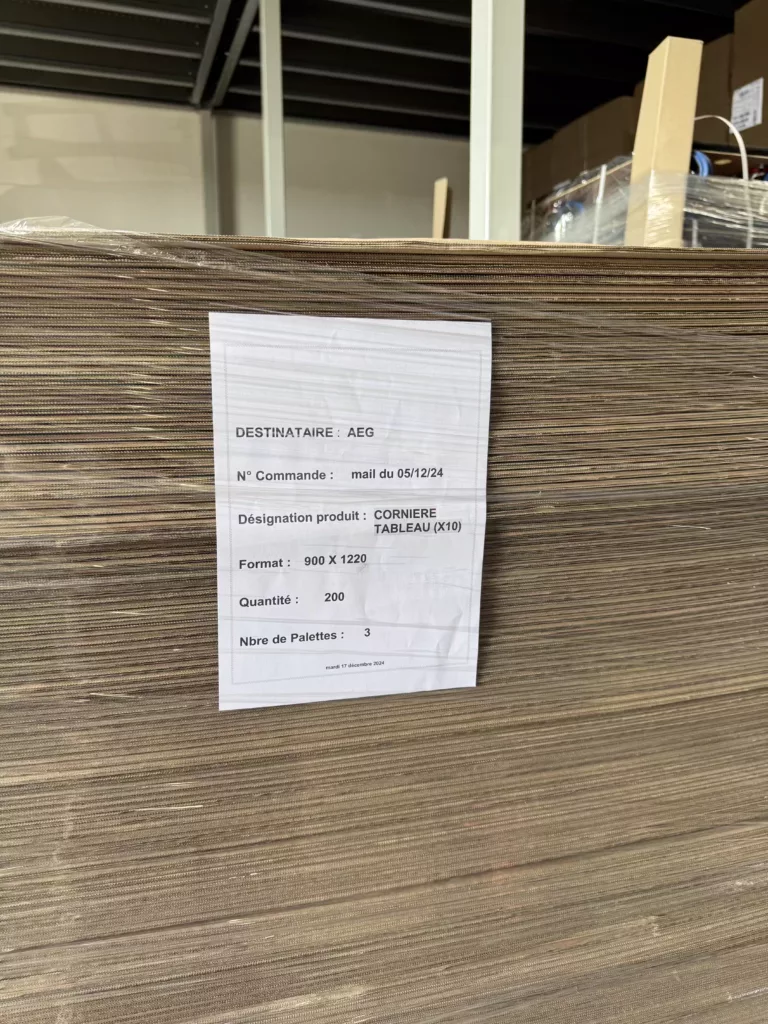 DESTINATAIRE : AEG
N° Commande : mail du 05/12/24
Désignation produit : CORNIERE
TABLEAU (X10)
Format : 900 X 1220
Quantité : 200
Nbre de Palettes : 3
mardi 17 décembre 2024